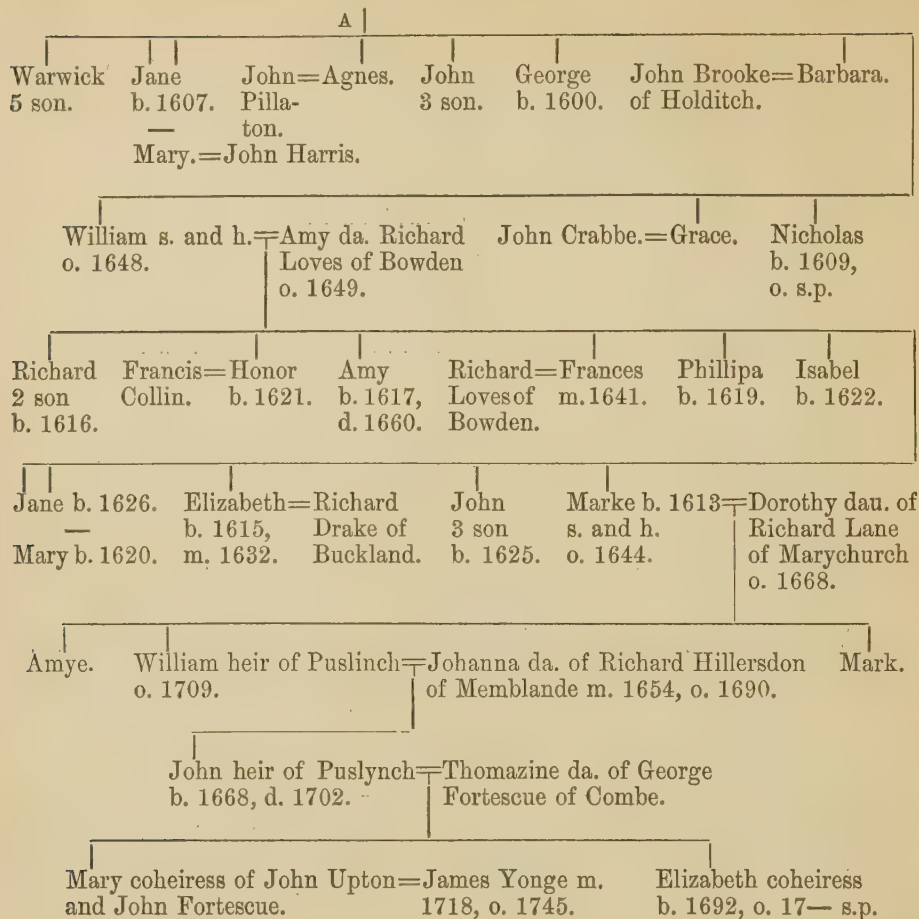 A
Warwick Jane John=Agnes. John George John Brooke=Barbara.
5 son. b. 1607. Pilla- 3 son. b. 1600. of Holditch.
— ton.
Mary.=John Harris.
William s. and h.=Amy da. Richard John Crabbe.=Grace. Nicholas
o. 1648. Loves of Bowden b. 1609,
o. 1649. o. s.p.
Richard Francis=Honor Amy Richard=Frances Phillipa Isabel
2 son Collin. b. 1621. b. 1617, Loves of m. 1641. b. 1619. b. 1622.
b. 1616. d. 1660. Bowden.
Jane b. 1626. Elizabeth=Richard John Marke b. 1613=Dorothy dau. of
— b. 1615, Drake of 3 son s. and h. Richard Lane
Mary b. 1620. m. 1632. Buckland. b. 1625. o. 1644. of Marychurch
o. 1668.
Amye. William heir of Puslinch=Johanna da. of Richard Hillersdon Mark.
o. 1709. of Memblande m. 1654, o. 1690.
John heir of Puslynch=Thomazine da. of George
b. 1668, d. 1702. Fortescue of Combe.
Mary coheiress of John Upton=James Yonge m. Elizabeth coheiress
and John Fortescue. 1718, o. 1745. b. 1692, o. 17— s.p.